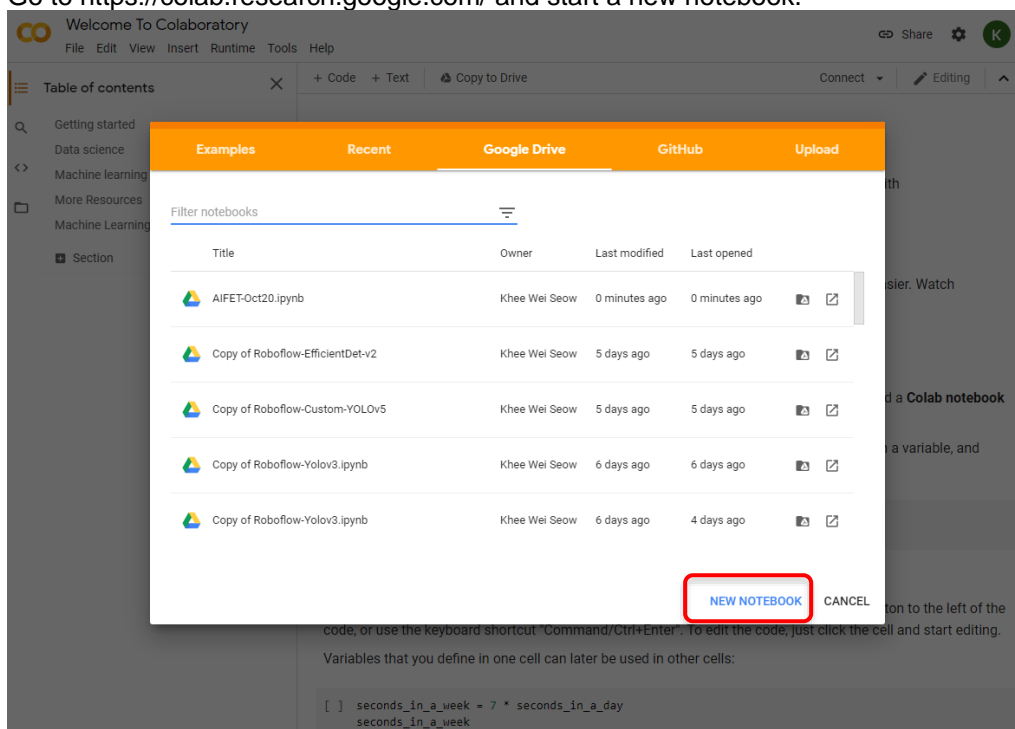 Go to https://colab.research.google.com/ and start a new notebook.
Welcome To Colaboratory
File Edit View Insert Runtime Tools Help
Share
K
Table of contents
+ Code + Text Copy to Drive
Connect
Editing
Getting started
Data science
Machine learning
More Resources
Machine Learning
Section
Examples Recent Google Drive GitHub Upload
Filter notebooks
Title Owner Last modified Last opened
AIFET-Oct20.ipynb Khee Wei Seow 0 minutes ago 0 minutes ago
Copy of Roboflow-EfficientDet-v2 Khee Wei Seow 5 days ago 5 days ago
Copy of Roboflow-Custom-YOLOv5 Khee Wei Seow 5 days ago 5 days ago
Copy of Roboflow-Yolov3.ipynb Khee Wei Seow 6 days ago 6 days ago
Copy of Roboflow-Yolov3.ipynb Khee Wei Seow 6 days ago 4 days ago
NEW NOTEBOOK CANCEL
ith
asier. Watch
d a Colab notebook
a variable, and
ton to the left of the
code, or use the keyboard shortcut "Command/Ctrl+Enter". To edit the code, just click the cell and start editing.
Variables that you define in one cell can later be used in other cells:
[ ] seconds_in_a_week = 7 * seconds_in_a_day
seconds_in_a_week